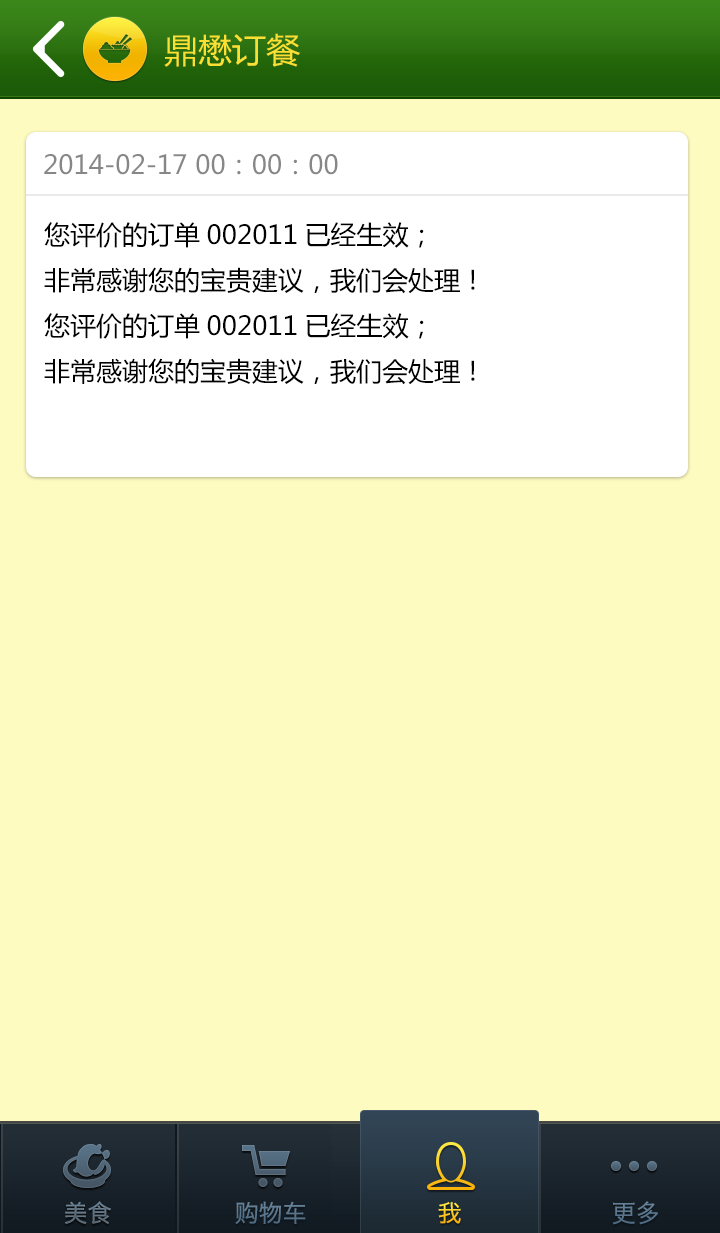 鼎懋订餐
2014-02-17 00：00：00
您评价的订单 002011 已经生效；
非常感谢您的宝贵建议，我们会处理！
您评价的订单 002011 已经生效；
非常感谢您的宝贵建议，我们会处理！
美食
购物车
我
更多